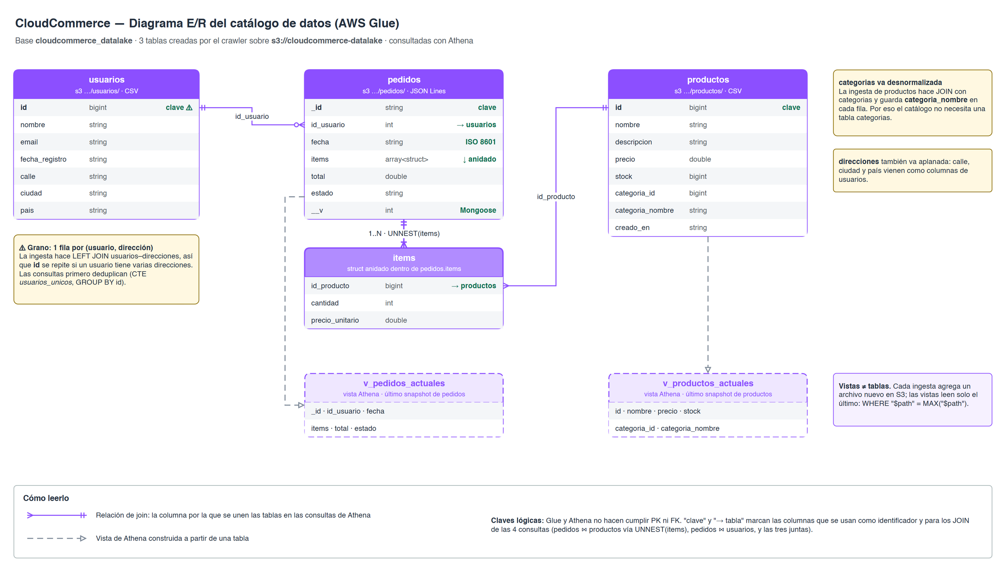 CloudCommerce — Diagrama E/R del catálogo de datos (AWS Glue)
Base cloudcommerce_datalake · 3 tablas creadas por el crawler sobre s3://cloudcommerce-datalake · consultadas con Athena
usuarios
s3 .../usuarios/ · CSV
id bigint clave ⚠
nombre string
email string
fecha_registro string
calle string
ciudad string
pais string
⚠ Grano: 1 fila por (usuario, dirección)
La ingesta hace LEFT JOIN usuarios–direcciones, así
que id se repite si un usuario tiene varias direcciones.
Las consultas primero deduplican (CTE
usuarios_unicos, GROUP BY id).
id_usuario
pedidos
s3 .../pedidos/ · JSON Lines
_id string clave
id_usuario int → usuarios
fecha string ISO 8601
items array<struct> ↓ anidado
total double
estado string
__v int Mongoose
1..N · UNNEST(items)
items
struct anidado dentro de pedidos.items
id_producto bigint → productos
cantidad int
precio_unitario double
id_producto
productos
s3 .../productos/ · CSV
id bigint clave
nombre string
descripcion string
precio double
stock bigint
categoria_id bigint
categoria_nombre string
creado_en string
categorias va desnormalizada
La ingesta de productos hace JOIN con
categorias y guarda categoria_nombre en
cada fila. Por eso el catálogo no necesita una
tabla categorias.
direcciones también va aplanada: calle,
ciudad y país vienen como columnas de
usuarios.
v_pedidos_actuales
vista Athena · último snapshot de pedidos
_id · id_usuario · fecha
items · total · estado
v_productos_actuales
vista Athena · último snapshot de productos
id · nombre · precio · stock
categoria_id · categoria_nombre
Vistas ≠ tablas. Cada ingesta agrega un
archivo nuevo en S3; las vistas leen solo el
último: WHERE "$path" = MAX("$path").
Cómo leerlo
Relación de join: la columna por la que se unen las tablas en las consultas de Athena
Vista de Athena construida a partir de una tabla
Claves lógicas: Glue y Athena no hacen cumplir PK ni FK. "clave" y "→ tabla" marcan las columnas que se usan como identificador y para los JOIN
de las 4 consultas (pedidos ⋈ productos vía UNNEST(items), pedidos ⋈ usuarios, y las tres juntas).